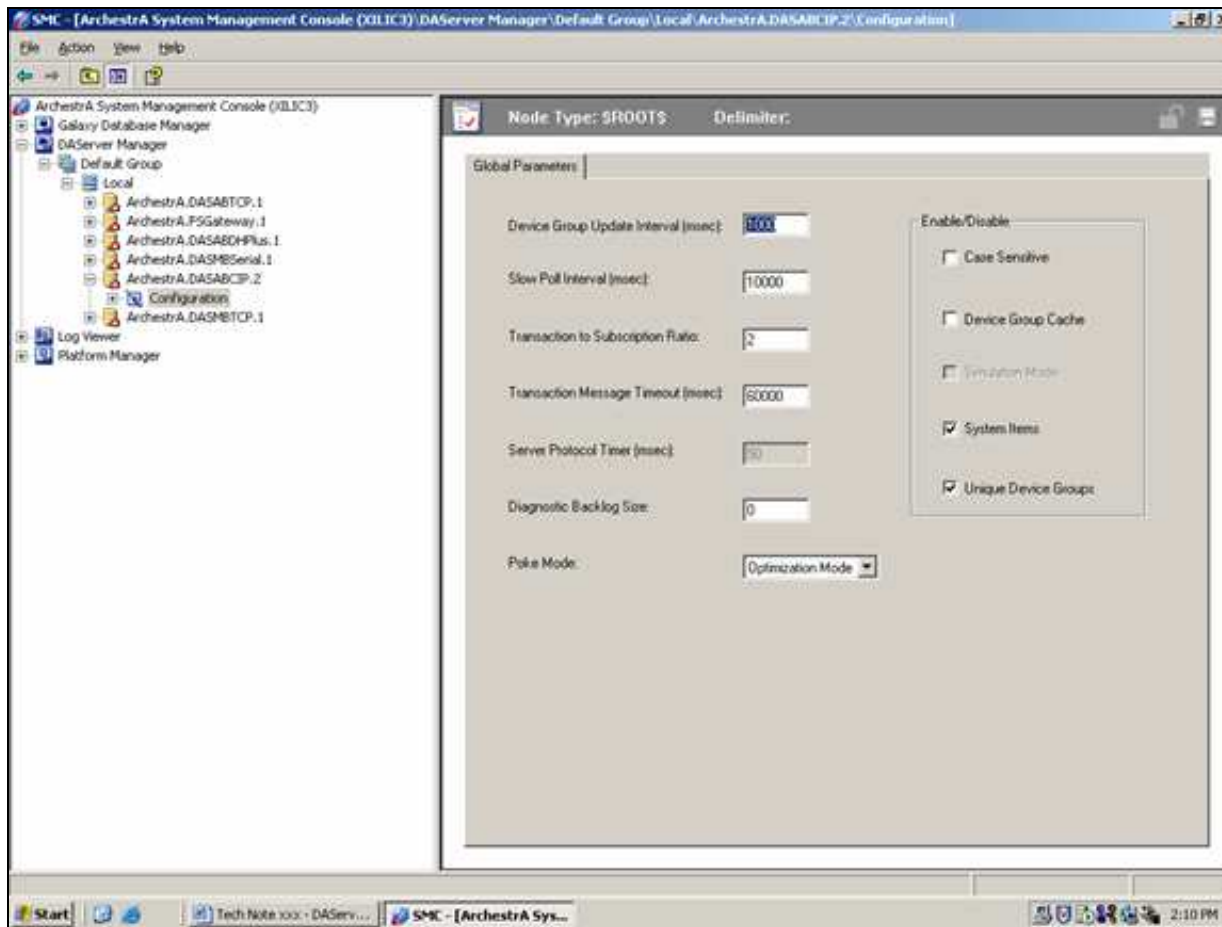 SMC - [ArchestrA System Management Console (XILIC3)\DAServer Manager\Default Group\Local\ArchestrA.DASABCIP.2\Configuration]
File Action View Help
ArchestrA System Management Console (XILIC3)
Galaxy Database Manager
DAServer Manager
Default Group
Local
ArchestrA.DASABTCP.1
ArchestrA.FSGateway.1
ArchestrA.DASABDHPlus.1
ArchestrA.DASMBSerial.1
ArchestrA.DASABCIP.2
Configuration
ArchestrA.DASMBTCP.1
Log Viewer
Platform Manager
Node Type: $ROOT$ Delimiter:
Global Parameters
Device Group Update Interval (msec): 1000
Slow Poll Interval (msec): 10000
Transaction to Subscription Ratio: 2
Transaction Message Timeout (msec): 60000
Server Protocol Timer (msec): 50
Diagnostic Backlog Size: 0
Poke Mode: Optimization Mode
Enable/Disable
Case Sensitive
Device Group Cache
Simulation Mode
System Items
Unique Device Groups
Start
Tech Note xxx - DAServ...
SMC - [ArchestrA Sys...
2:10 PM